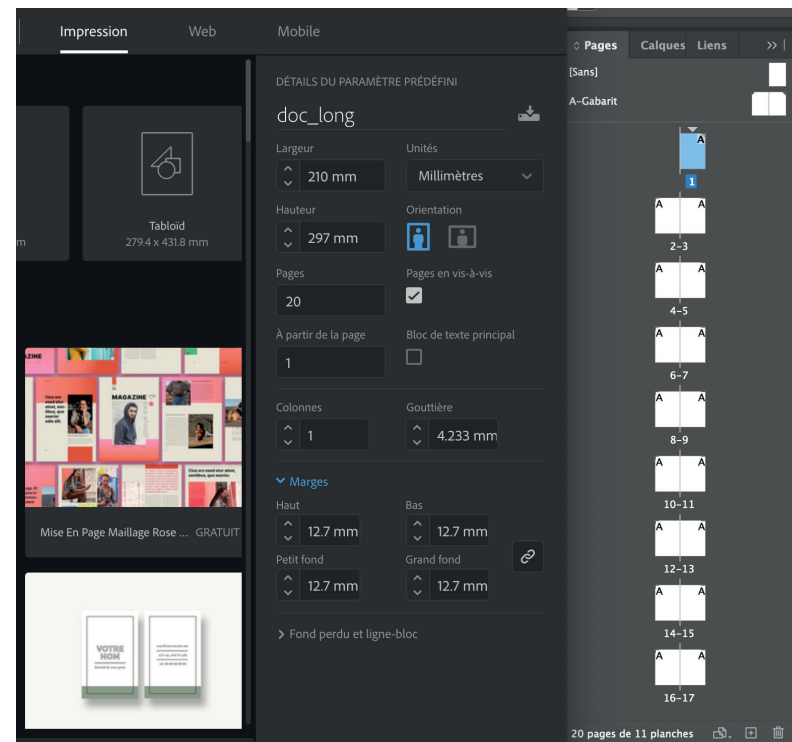 Impression
Web
Mobile
m
Tabloïd
279.4 x 431.8 mm
ZINE
MAGAZINE
Mise En Page Maillage Rose ... GRATUIT
VOTRE
NOM
DÉTAILS DU PARAMÈTRE PRÉDÉFINI
doc_long
Largeur
Unités
210 mm
Millimètres
Hauteur
Orientation
297 mm
Pages
Pages en vis-à-vis
20
À partir de la page
Bloc de texte principal
1
Colonnes
Gouttière
1
4.233 mm
Marges
Haut
Bas
12.7 mm
12.7 mm
Petit fond
Grand fond
12.7 mm
12.7 mm
Fond perdu et ligne-bloc
Pages
Calques
Liens
[Sans]
A-Gabarit
A
1
A A
2-3
A A
4-5
A A
6-7
A A
8-9
A A
10-11
A A
12-13
A A
14-15
A A
16-17
20 pages de 11 planches